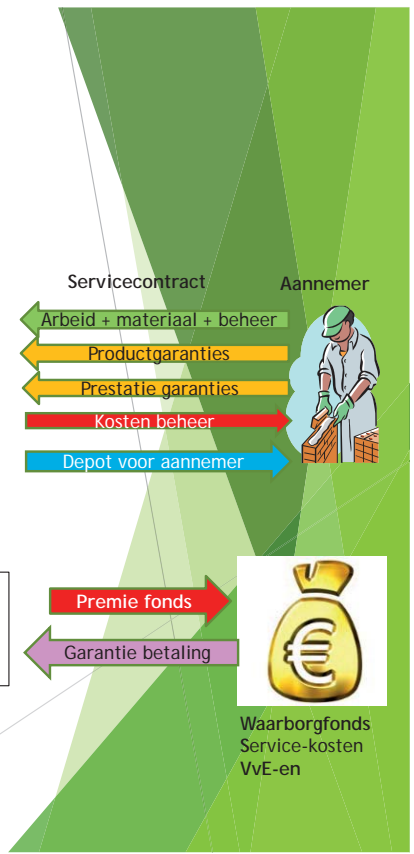 Servicecontract Aannemer
Arbeid + materiaal + beheer
Productgaranties
Prestatie garanties
Kosten beheer
Depot voor aannemer
Premie fonds
Garantie betaling
€
Waarborgfonds
Service-kosten
VvE-en